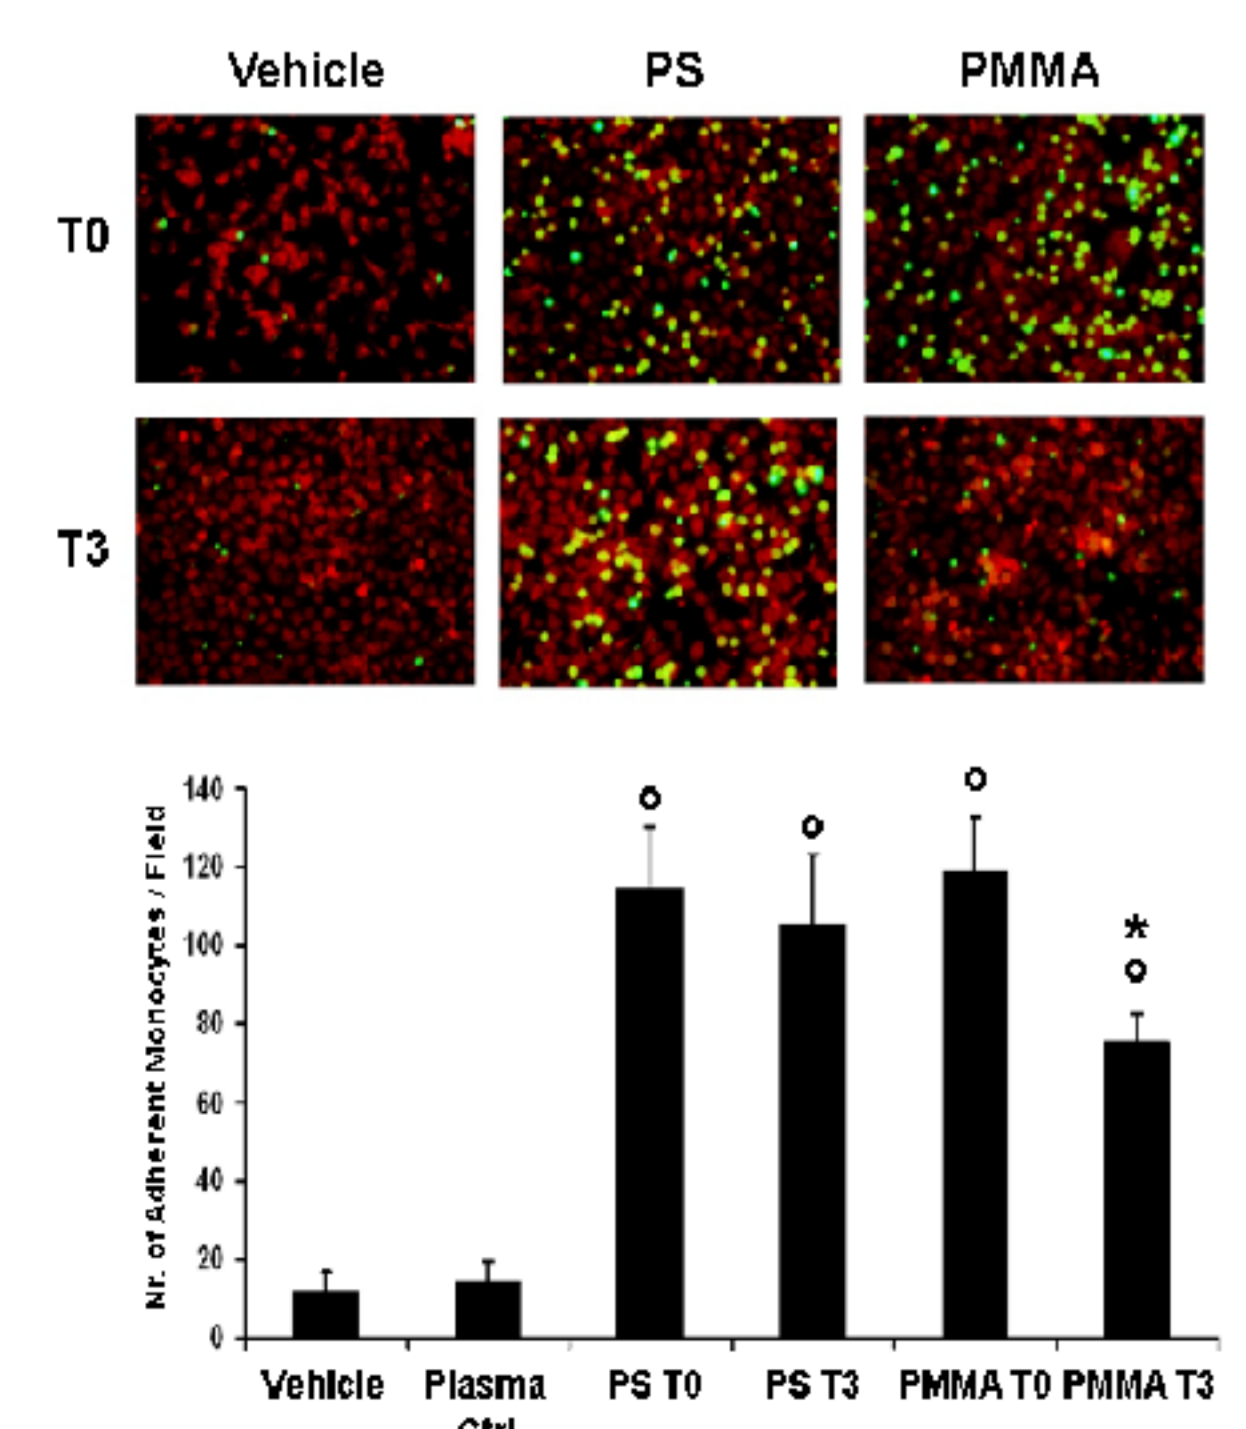 Vehicle PS PMMA
T0
T3
Nr. of Adherent Monocytes / Field
140
120
100
80
60
40
20
0
* 
Vehicle Plasma Ctrl PS T0 PS T3 PMMA T0 PMMA T3